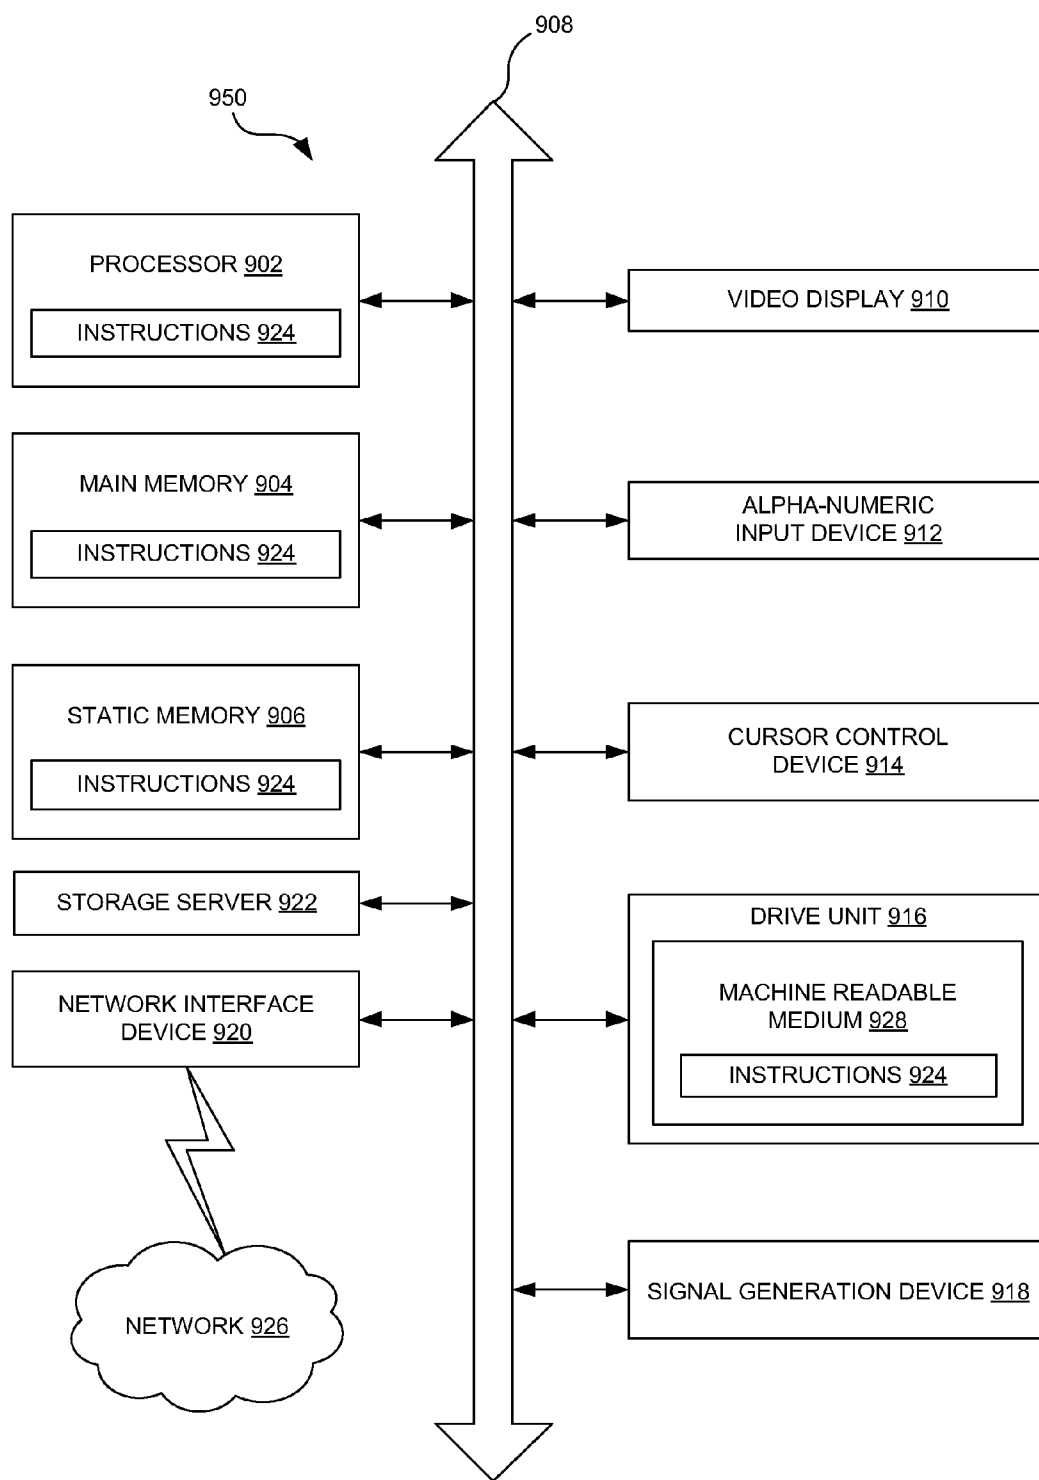 908
950
PROCESSOR 902
INSTRUCTIONS 924
MAIN MEMORY 904
INSTRUCTIONS 924
STATIC MEMORY 906
INSTRUCTIONS 924
STORAGE SERVER 922
NETWORK INTERFACE
DEVICE 920
NETWORK 926
VIDEO DISPLAY 910
ALPHA-NUMERIC
INPUT DEVICE 912
CURSOR CONTROL
DEVICE 914
DRIVE UNIT 916
MACHINE READABLE
MEDIUM 928
INSTRUCTIONS 924
SIGNAL GENERATION DEVICE 918